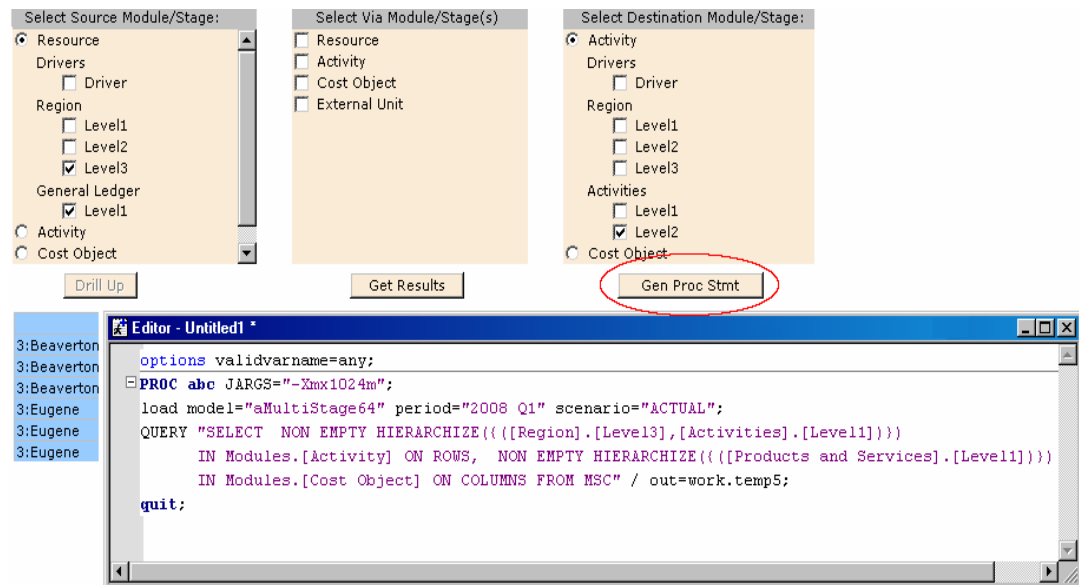 Select Source Module/Stage:
Resource
Drivers
Driver
Region
Level1
Level2
Level3
General Ledger
Level1
Activity
Cost Object
Drill Up
Select Via Module/Stage(s)
Resource
Activity
Cost Object
External Unit
Get Results
Select Destination Module/Stage:
Activity
Drivers
Driver
Region
Level1
Level2
Level3
Activities
Level1
Level2
Cost Object
Gen Proc Stmt
3:Beaverton
3:Beaverton
3:Beaverton
3:Eugene
3:Eugene
3:Eugene
Editor - Untitled1 *
options validvarname=any;
PROC abc JARGS="-Xmx1024m";
load model="aMultiStage64" period="2008 Q1" scenario="ACTUAL";
QUERY "SELECT  NON EMPTY HIERARCHIZE({([Region].[Level3],[Activities].[Level1])})
IN Modules.[Activity] ON ROWS,  NON EMPTY HIERARCHIZE({([Products and Services].[Level1])})
IN Modules.[Cost Object] ON COLUMNS FROM MSC" / out=work.temp5;
quit;